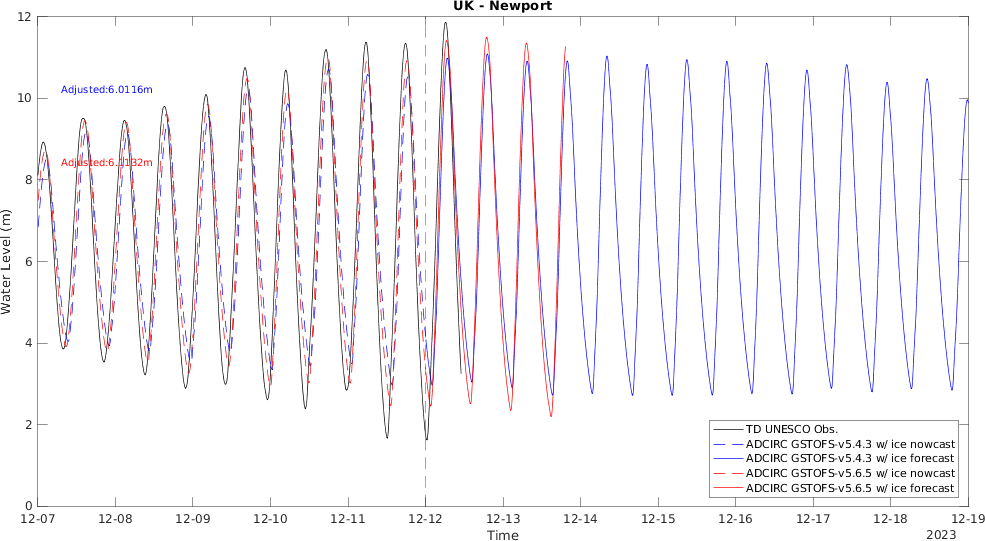 UK - Newport
12
10
8
6
4
2
0
Water Level (m)
Adjusted:6.0116m
Adjusted:6.1132m
TD UNESCO Obs.
ADCIRC GSTOFS-v5.4.3 w/ ice nowcast
ADCIRC GSTOFS-v5.4.3 w/ ice forecast
ADCIRC GSTOFS-v5.6.5 w/ ice nowcast
ADCIRC GSTOFS-v5.6.5 w/ ice forecast
12-07 12-08 12-09 12-10 12-11 12-12 12-13 12-14 12-15 12-16 12-17 12-18 12-19
Time
2023